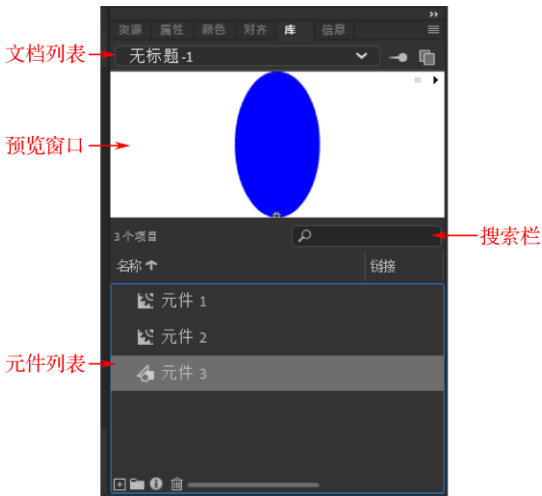 资源 属性 颜色 对齐 库 信息
文档列表 无标题-1
预览窗口
3个项目
搜索栏
名称 链接
元件 1
元件 2
元件列表 元件 3